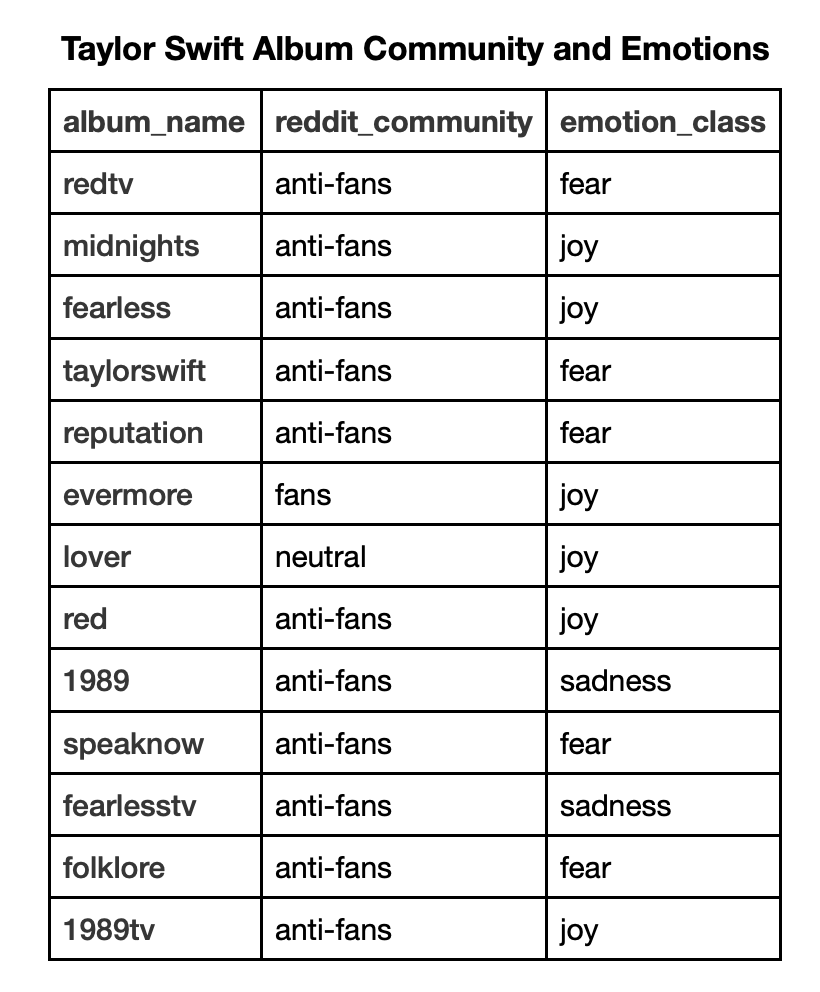 Taylor Swift Album Community and Emotions
album_name reddit_community emotion_class
redtv anti-fans fear
midnights anti-fans joy
fearless anti-fans joy
taylorswift anti-fans fear
reputation anti-fans fear
evermore fans joy
lover neutral joy
red anti-fans joy
1989 anti-fans sadness
speaknow anti-fans fear
fearlesstv anti-fans sadness
folklore anti-fans fear
1989tv anti-fans joy